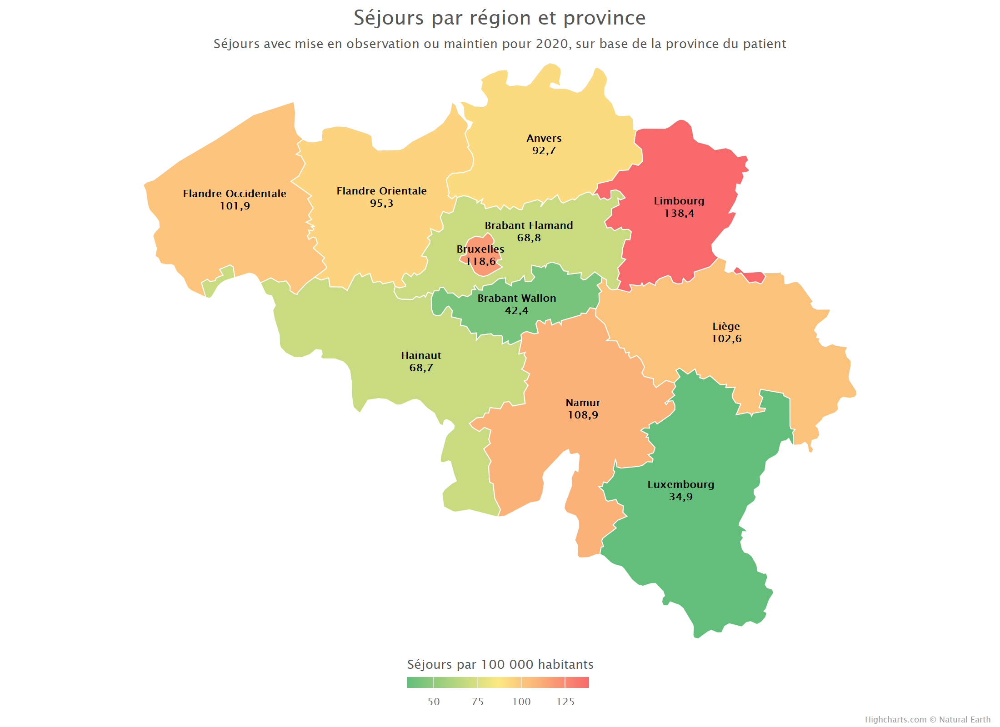 Séjours par région et province
Séjours avec mise en observation ou maintien pour 2020, sur base de la province du patient
Anvers
92,7
Flandre Occidentale
101,9
Flandre Orientale
95,3
Limbourg
138,4
Brabant Flamand
68,8
Bruxelles
118,6
Brabant Wallon
42,4
Liège
102,6
Hainaut
68,7
Namur
108,9
Luxembourg
34,9
Séjours par 100 000 habitants
50 75 100 125
Highcharts.com © Natural Earth